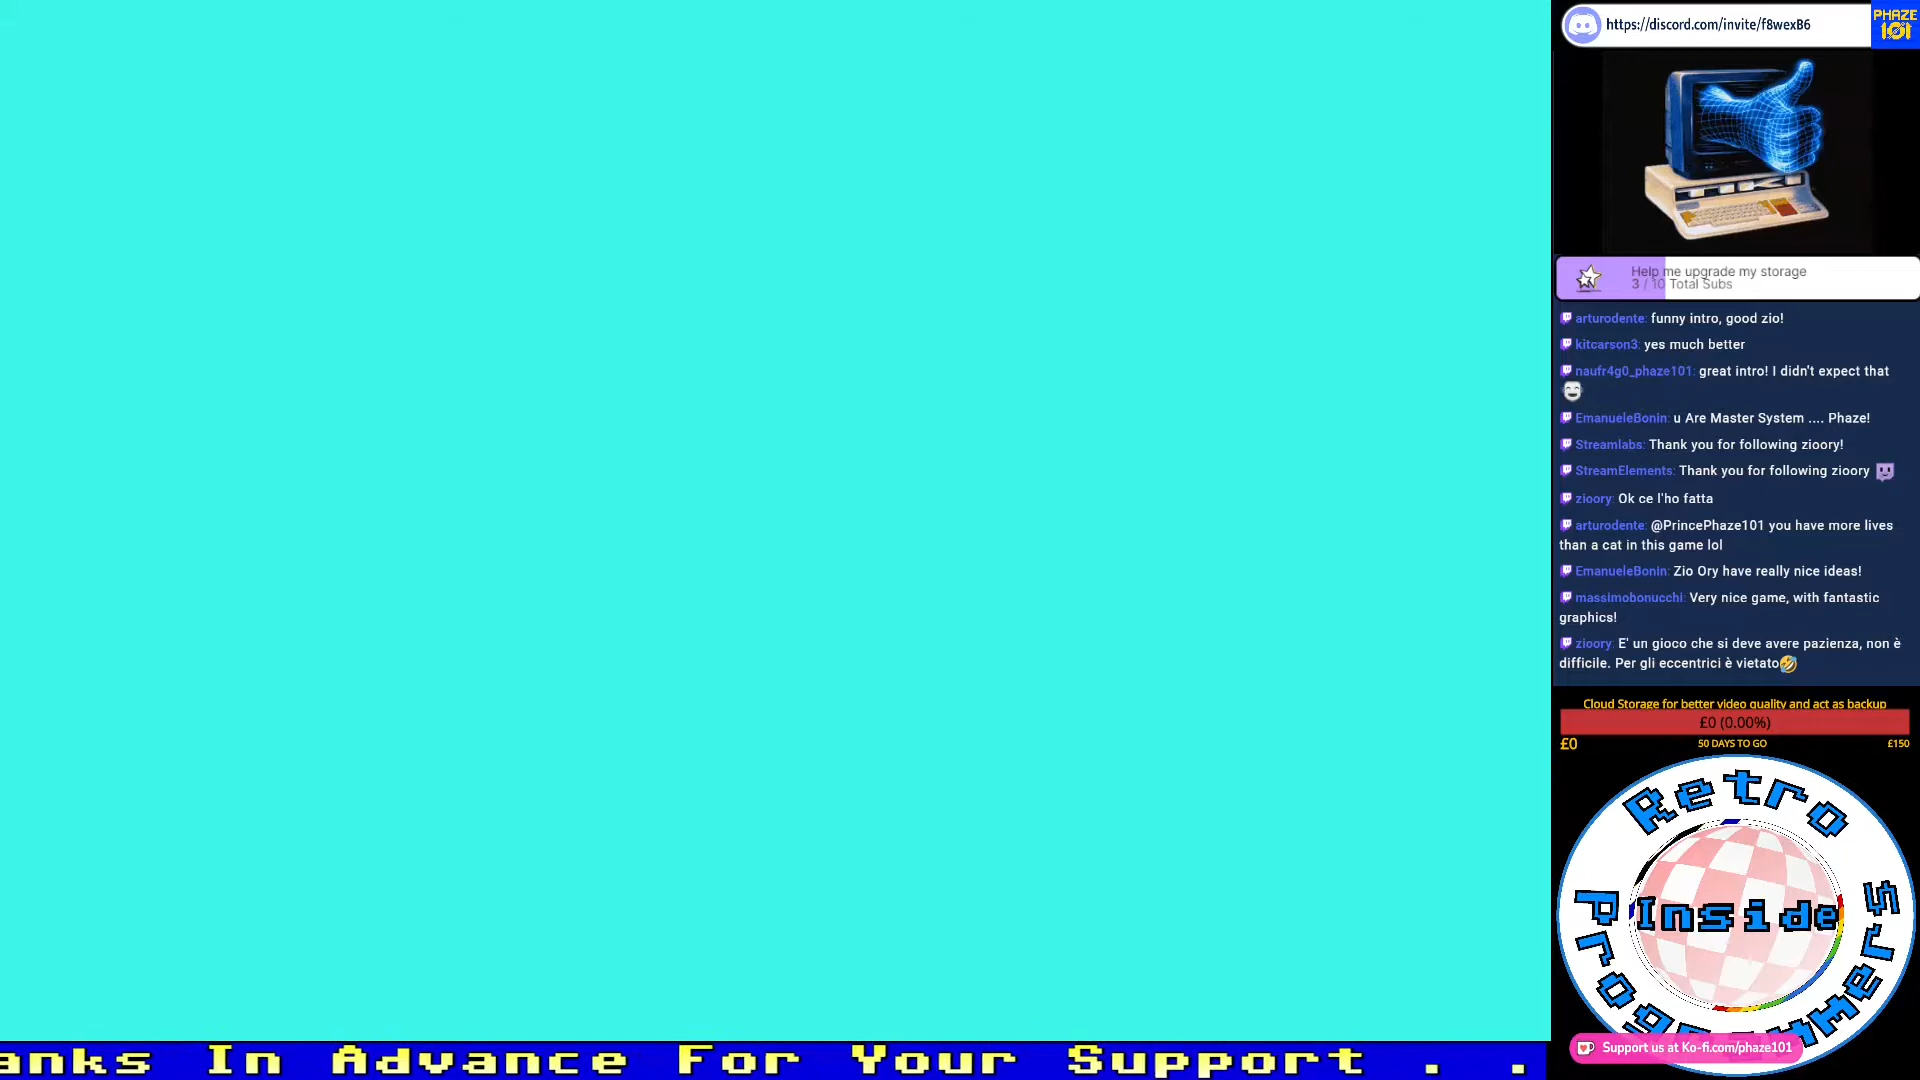 https://discord.com/invite/f8wexB6
PHAZE
101
Help me upgrade my storage
3 / 10 Total Subs
arturodente: funny intro, good zio!
kitcarson3: yes much better
naufr4g0_phaze101: great intro! I didn't expect that
EmanueleBonin: u Are Master System .... Phaze!
Streamlabs: Thank you for following zioory!
StreamElements: Thank you for following zioory
zioory: Ok ce l'ho fatta
arturodente: @PrincePhaze101 you have more lives
than a cat in this game lol
EmanueleBonin: Zio Ory have really nice ideas!
massimobonucchi: Very nice game, with fantastic
graphics!
zioory: E' un gioco che si deve avere pazienza, non è
difficile. Per gli eccentrici è vietato
Cloud Storage for better video quality and act as backup
£0 (0.00%)
£0 50 DAYS TO GO £150
Retro
Programmers
Inside
Support us at Ko-fi.com/phaze101
anks In Advance For Your Support . .